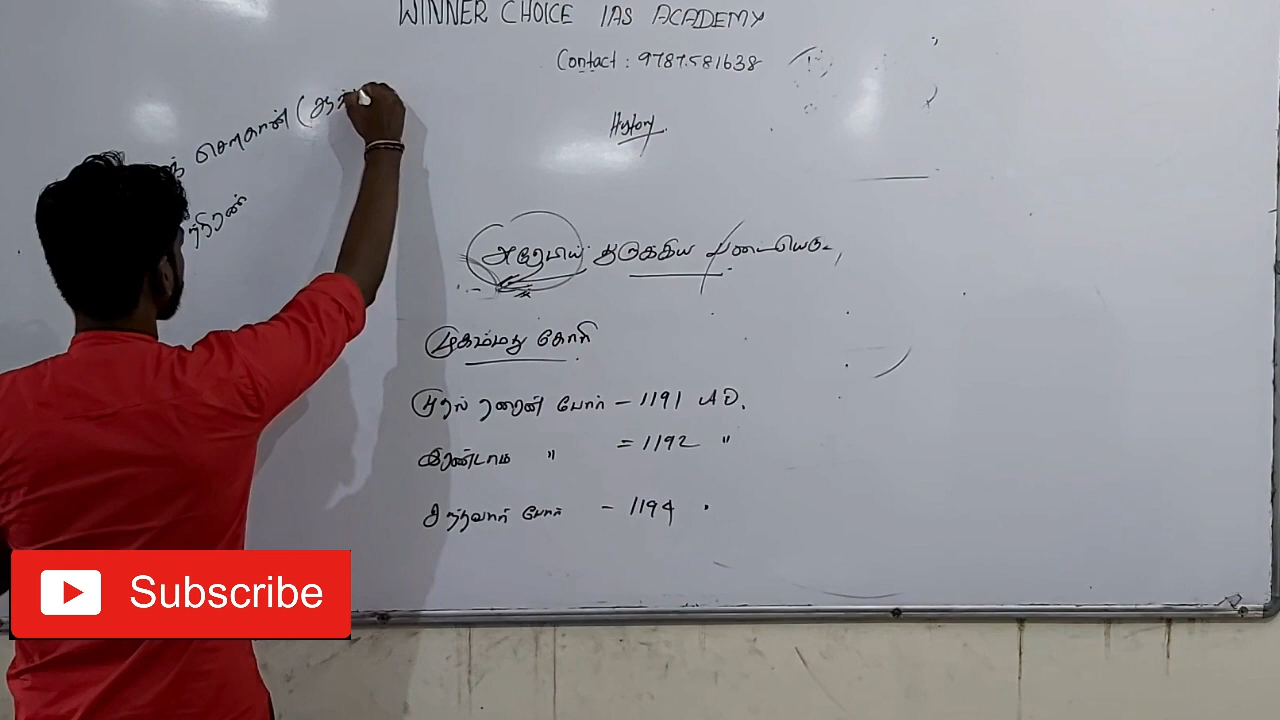 WINNER CHOICE IAS ACADEMY
Contact : 9787581638
History
சௌகான் (
அரேபிய துருக்கிய படையெடு
முகம்மது கோரி
முதல் தரைன் போர் – 1191 AD.
இரண்டாம் " = 1192 "
சந்தவார் போர் – 1194
Subscribe